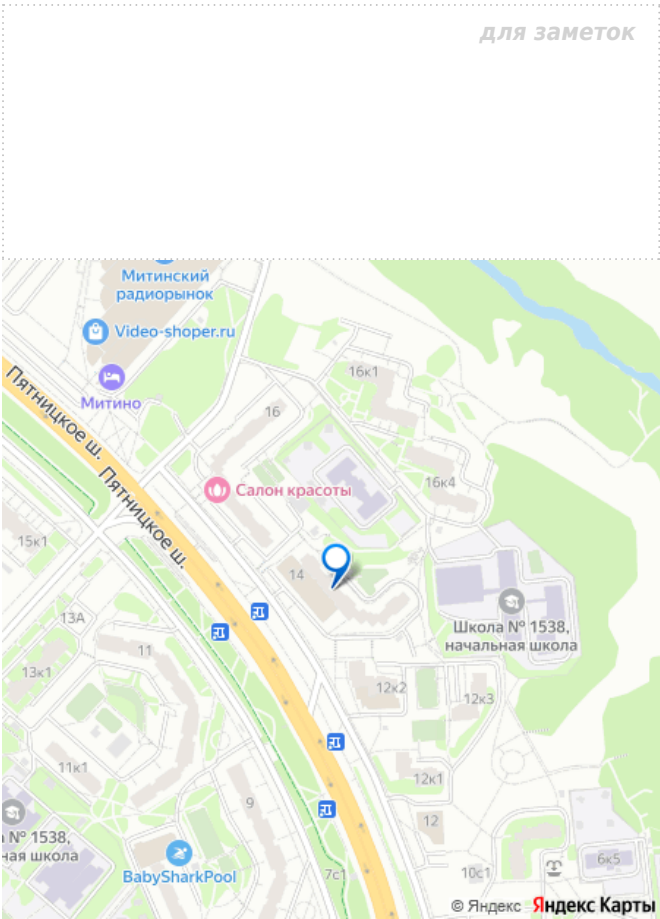 для заметок
Митинский
радиорынок
Video-shoper.ru
Митино
16к1
Пятницкое ш.
16
16к4
Салон красоты
Пятницкое ш.
15к1
14
Школа № 1538,
начальная школа
13А
11
13к1
12к2
12к3
11к1
12к1
9
12
№ 1538,
ная школа
BabySharkPool
7с1
10с1
6к5
© Яндекс Яндекс Карты